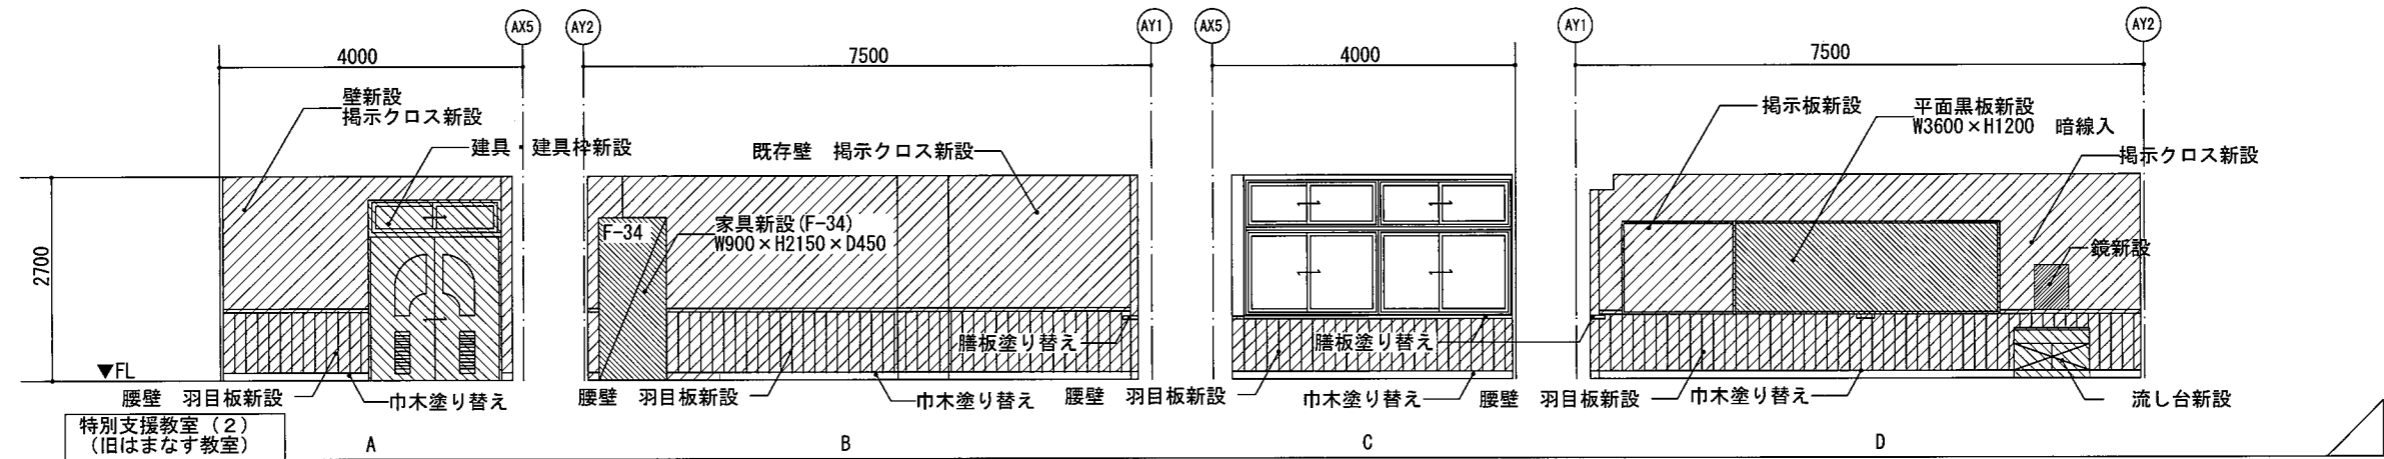 AX5
AY2
AY1
AX5
AY1
AY2
4000
7500
4000
7500
壁新設
掲示クロス新設
建具・建具枠新設
既存壁　掲示クロス新設
掲示板新設
平面黒板新設
W3600×H1200　暗線入
掲示クロス新設
2700
F-34
家具新設(F-34)
W900×H2150×D450
鏡新設
膳板塗り替え
膳板塗り替え
▼FL
腰壁　羽目板新設
巾木塗り替え
腰壁　羽目板新設
巾木塗り替え
腰壁　羽目板新設
巾木塗り替え
腰壁　羽目板新設
巾木塗り替え
流し台新設
特別支援教室（2）
（旧はまなす教室）
A
B
C
D